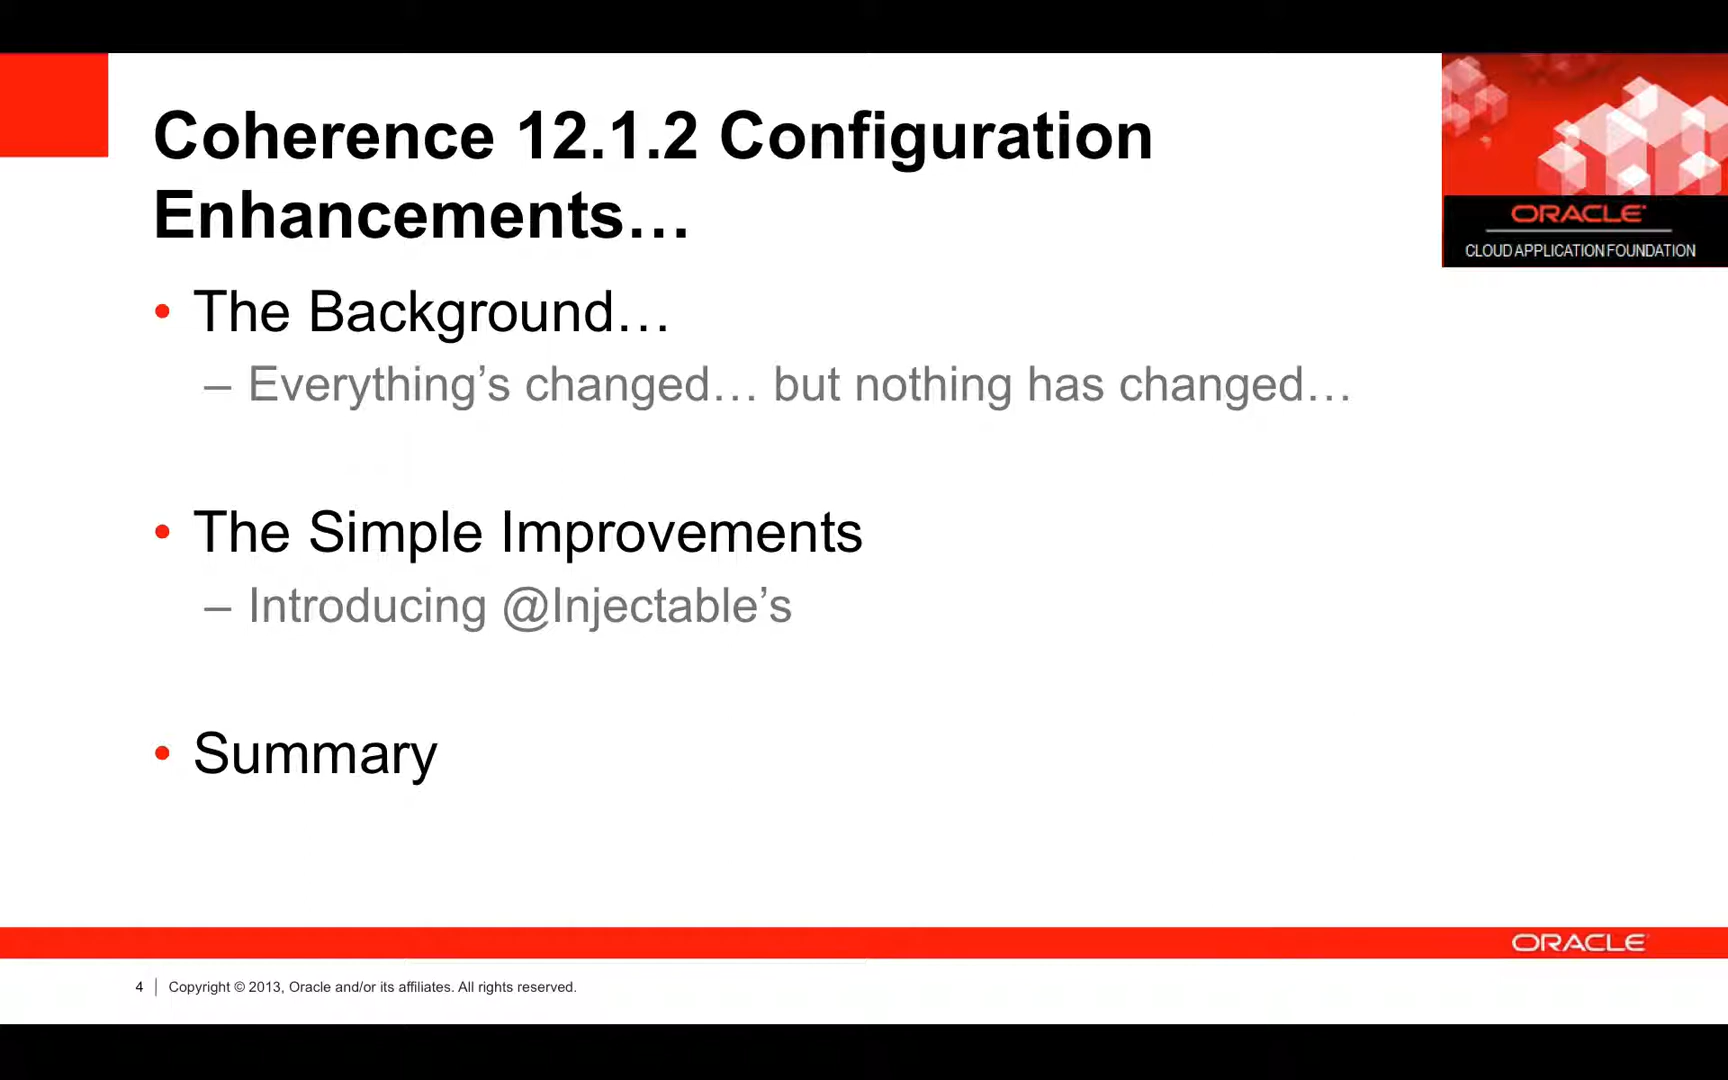 Coherence 12.1.2 Configuration
Enhancements…
ORACLE
CLOUD APPLICATION FOUNDATION
• The Background…
– Everything’s changed… but nothing has changed…
• The Simple Improvements
– Introducing @Injectable’s
• Summary
ORACLE
4 | Copyright © 2013, Oracle and/or its affiliates. All rights reserved.